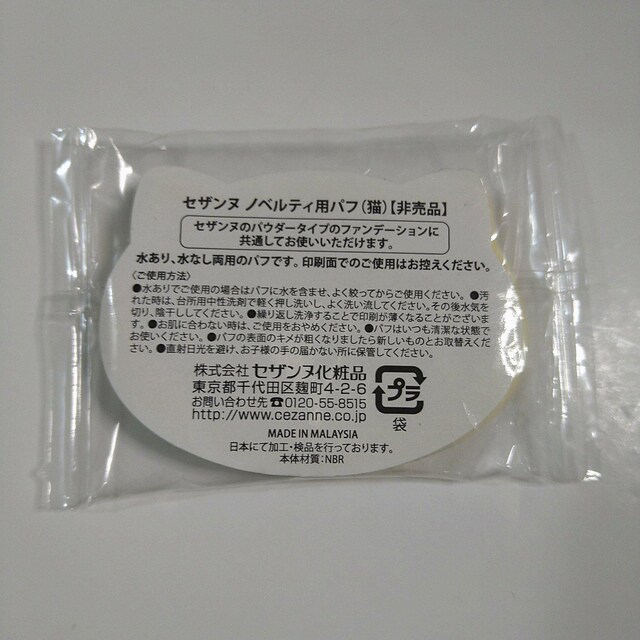 セザンヌ ノベルティ用パフ（猫）【非売品】
セザンヌのパウダータイプのファンデーションに
共通してお使いいただけます。
水あり、水なし両用のパフです。印刷面でのご使用はお控えください。
〈ご使用方法〉
●水ありでご使用の場合はパフに水を含ませ、よく絞ってからご使用ください。●汚
れた時は、台所用中性洗剤で軽く押し洗いし、よく洗い流してください。その後水気を
切り、陰干ししてください。●繰り返し洗浄することで印刷が薄くなることがございま
す。●お肌に合わない時は、ご使用をおやめください。●パフはいつも清潔な状態で
お使いください。●パフの表面のキメが粗くなりましたら新しいものとお取替えくだ
さい。●直射日光を避け、お子様の手の届かない所に保管してください。
株式会社 セザンヌ化粧品
東京都千代田区麹町4-2-6
お問い合わせ先☎0120-55-8515
http://www.cezanne.co.jp
プラ
袋
MADE IN MALAYSIA
日本にて加工・検品を行っております。
本体材質：NBR